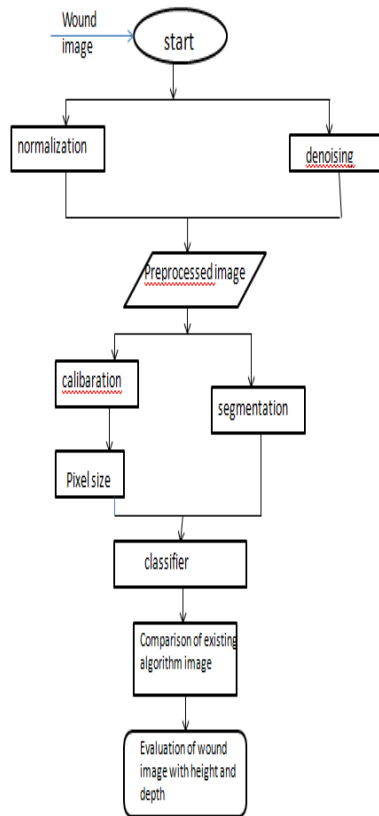 Wound
image
start
normalization
denoising
Preprocessed image
calibaration
segmentation
Pixel size
classifier
Comparison of existing
algorithm image
Evaluation of wound
image with height and
depth